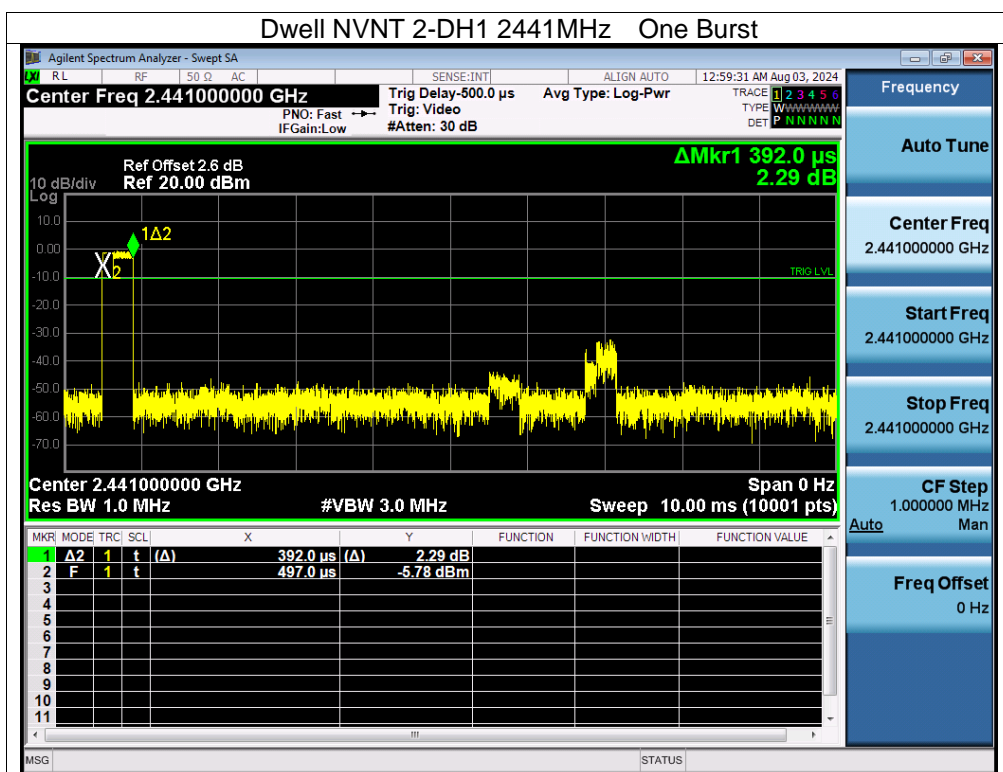 Dwell NVNT 2-DH1 2441MHz One Burst
Agilent Spectrum Analyzer - Swept SA
LXI RL RF 50 Ω AC SENSE:INT ALIGN AUTO 12:59:31 AM Aug 03, 2024
Center Freq 2.441000000 GHz Trig Delay-500.0 µs Avg Type: Log-Pwr TRACE 1 2 3 4 5 6
PNO: Fast Trig: Video TYPE WWWWWWW
IFGain:Low #Atten: 30 dB DET P N N N N N
ΔMkr1 392.0 µs
2.29 dB
Ref Offset 2.6 dB
10 dB/div Ref 20.00 dBm
Log
10.0
1Δ2
0.00
X2
-10.0
TRIG LVL
-20.0
-30.0
-40.0
-50.0
-60.0
-70.0
Center 2.441000000 GHz Span 0 Hz
Res BW 1.0 MHz #VBW 3.0 MHz Sweep 10.00 ms (10001 pts)
MKR MODE TRC SCL X Y FUNCTION FUNCTION WIDTH FUNCTION VALUE
1 Δ2 1 t (Δ) 392.0 µs (Δ) 2.29 dB
2 F 1 t 497.0 µs -5.78 dBm
3
4
5
6
7
8
9
10
11
MSG STATUS
Frequency
Auto Tune
Center Freq
2.441000000 GHz
Start Freq
2.441000000 GHz
Stop Freq
2.441000000 GHz
CF Step
1.000000 MHz
Auto Man
Freq Offset
0 Hz